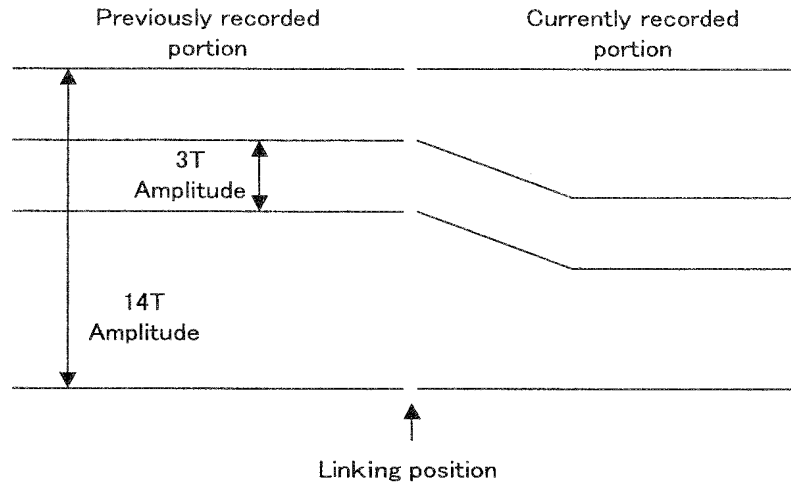 Previously recorded
portion
Currently recorded
portion
3T
Amplitude
14T
Amplitude
Linking position